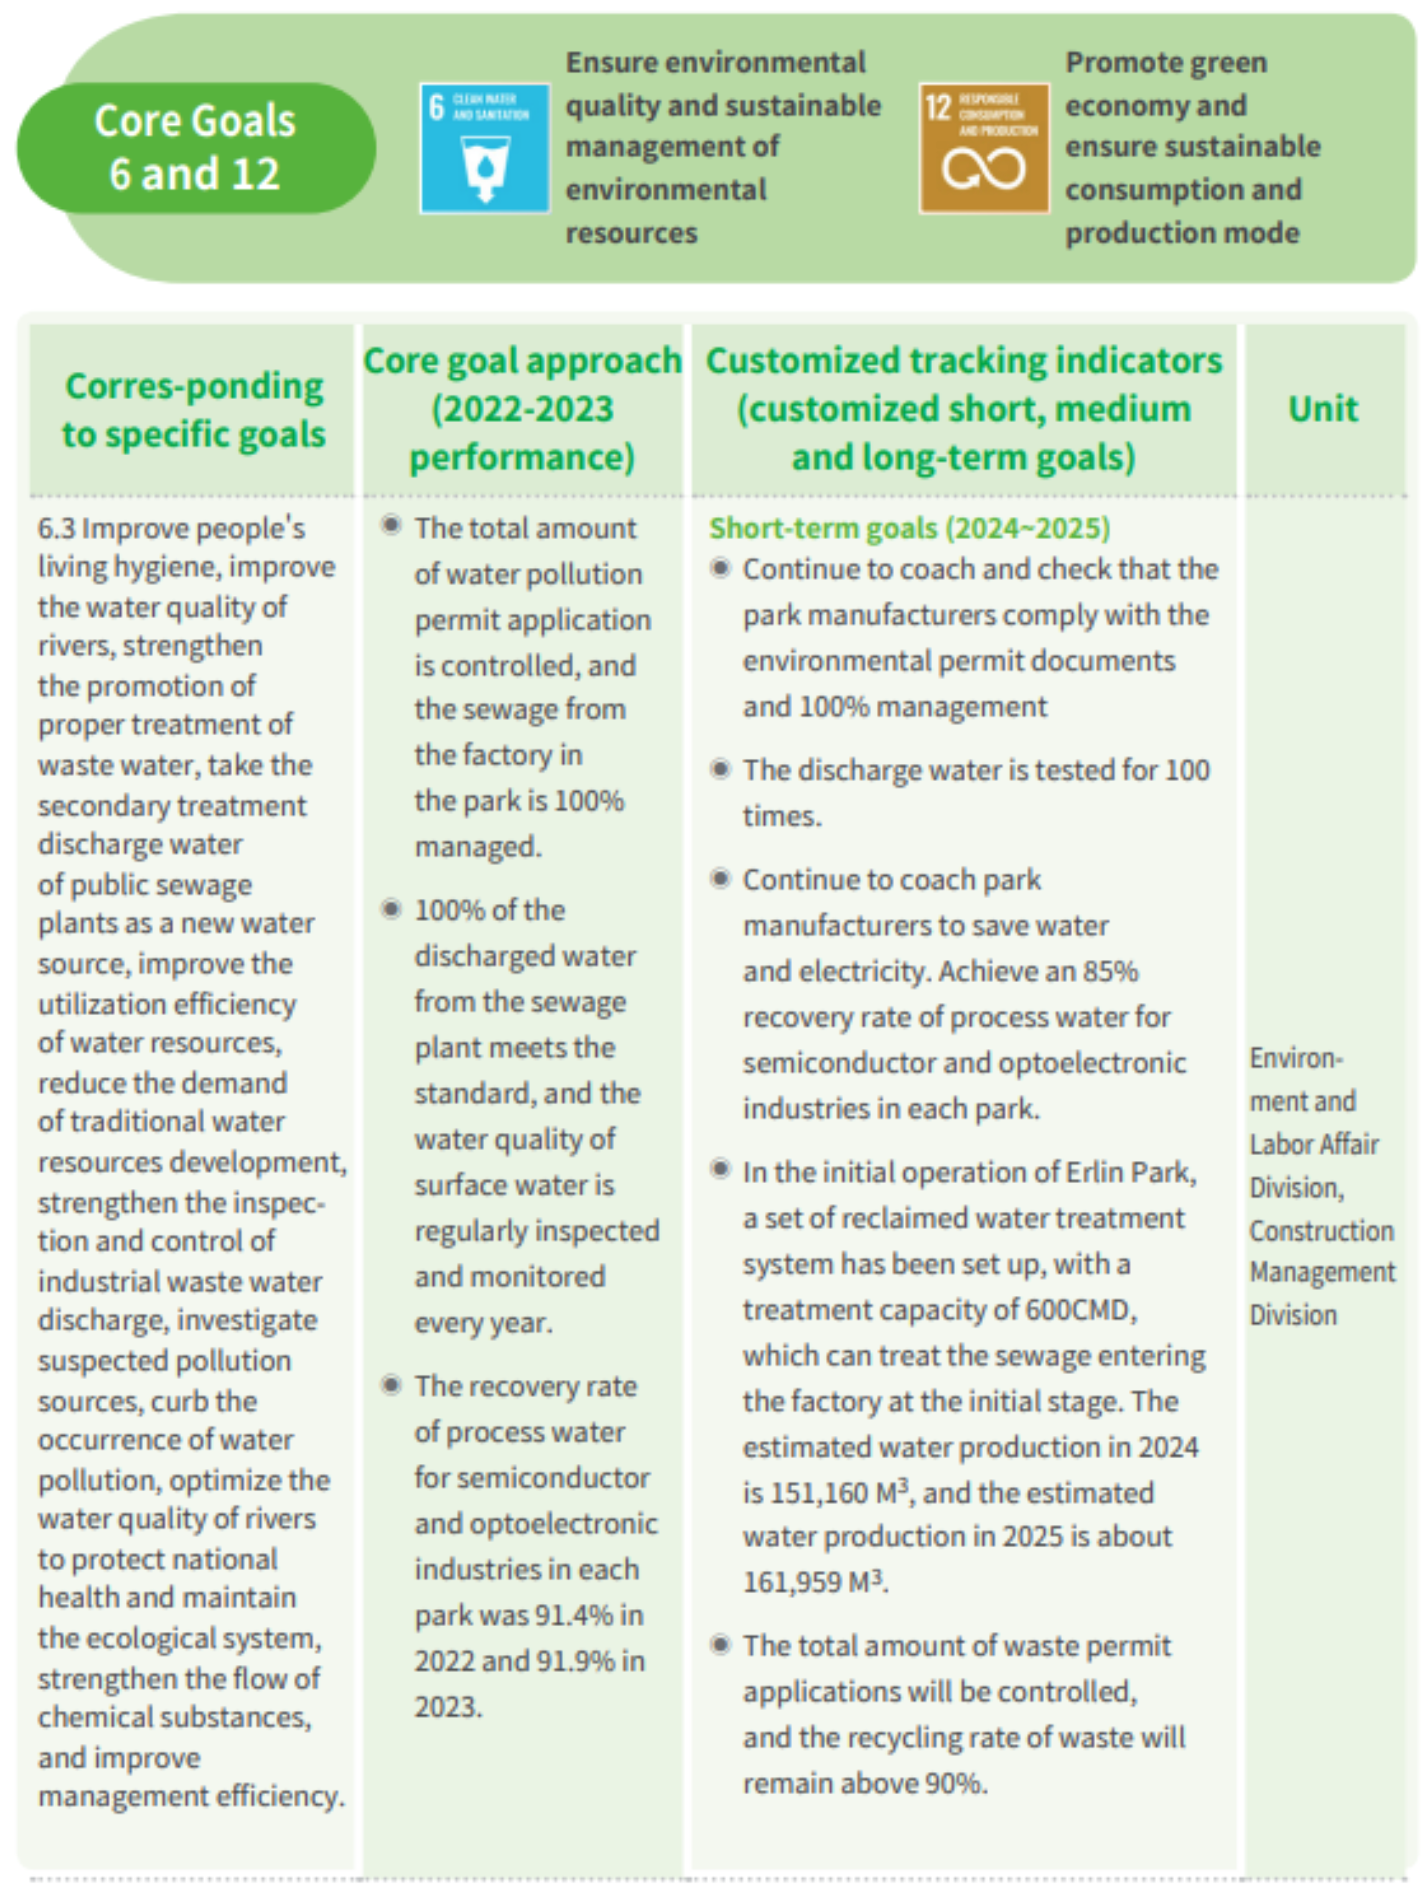 Core Goals
6 and 12
6 CLEAN WATER
AND SANITATION
Ensure environmental
quality and sustainable
management of
environmental
resources
12 RESPONSIBLE
CONSUMPTION
AND PRODUCTION
Promote green
economy and
ensure sustainable
consumption and
production mode
Corres-ponding
to specific goals
Core goal approach
(2022-2023
performance)
Customized tracking indicators
(customized short, medium
and long-term goals)
Unit
6.3 Improve people's
living hygiene, improve
the water quality of
rivers, strengthen
the promotion of
proper treatment of
waste water, take the
secondary treatment
discharge water
of public sewage
plants as a new water
source, improve the
utilization efficiency
of water resources,
reduce the demand
of traditional water
resources development,
strengthen the inspec-
tion and control of
industrial waste water
discharge, investigate
suspected pollution
sources, curb the
occurrence of water
pollution, optimize the
water quality of rivers
to protect national
health and maintain
the ecological system,
strengthen the flow of
chemical substances,
and improve
management efficiency.
◉ The total amount
of water pollution
permit application
is controlled, and
the sewage from
the factory in
the park is 100%
managed.
◉ 100% of the
discharged water
from the sewage
plant meets the
standard, and the
water quality of
surface water is
regularly inspected
and monitored
every year.
◉ The recovery rate
of process water
for semiconductor
and optoelectronic
industries in each
park was 91.4% in
2022 and 91.9% in
2023.
Short-term goals (2024~2025)
◉ Continue to coach and check that the
park manufacturers comply with the
environmental permit documents
and 100% management
◉ The discharge water is tested for 100
times.
◉ Continue to coach park
manufacturers to save water
and electricity. Achieve an 85%
recovery rate of process water for
semiconductor and optoelectronic
industries in each park.
◉ In the initial operation of Erlin Park,
a set of reclaimed water treatment
system has been set up, with a
treatment capacity of 600CMD,
which can treat the sewage entering
the factory at the initial stage. The
estimated water production in 2024
is 151,160 M³, and the estimated
water production in 2025 is about
161,959 M³.
◉ The total amount of waste permit
applications will be controlled,
and the recycling rate of waste will
remain above 90%.
Environ-
ment and
Labor Affair
Division,
Construction
Management
Division